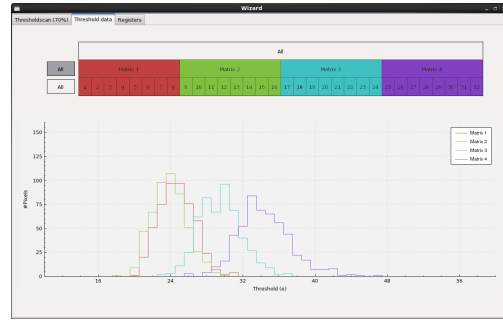 Wizard
Thresholdscan (70%) Threshold data Registers
All
All Matrix 1 Matrix 2 Matrix 3 Matrix 4
All 1 2 3 4 5 6 7 8 9 10 11 12 13 14 15 16 17 18 19 20 21 22 23 24 25 26 27 28 29 30 31 32
150
125
100
75
50
25
0
#Pixels
Matrix 1
Matrix 2
Matrix 3
Matrix 4
16 24 32 40 48 56
Threshold (e)